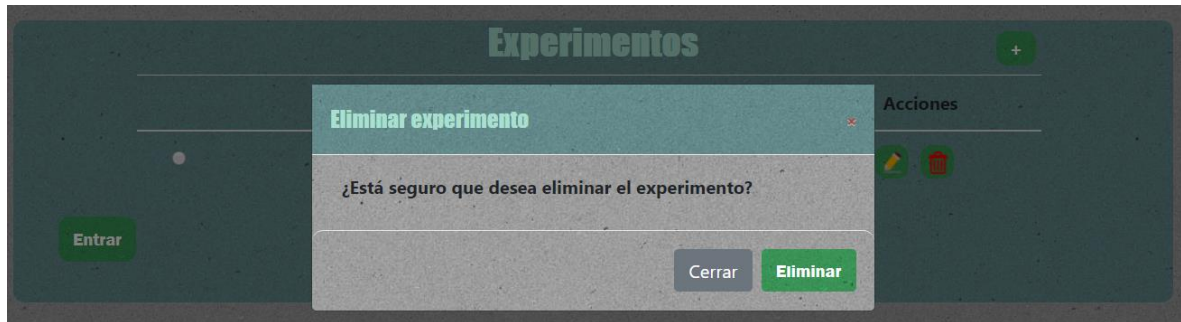 Experimentos
+
Acciones
Eliminar experimento
¿Está seguro que desea eliminar el experimento?
Entrar
Cerrar Eliminar